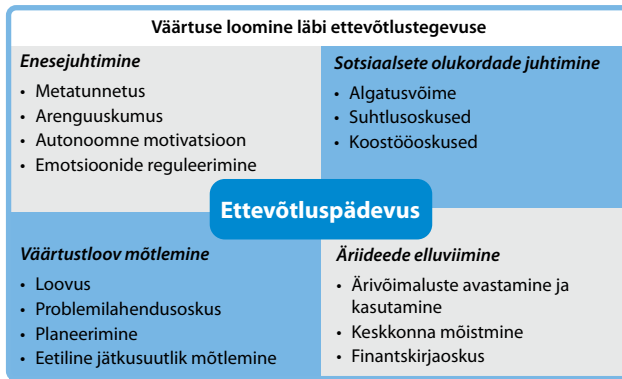 Väärtuse loomine läbi ettevõtlustegevuse
Enesejuhtimine
• Metatunnetus
• Arenguuskumus
• Autonoomne motivatsioon
• Emotsioonide reguleerimine
Sotsiaalsete olukordade juhtimine
• Algatusvõime
• Suhtlusoskused
• Koostööoskused
Ettevõtluspädevus
Väärtustloov mõtlemine
• Loovus
• Problemilahendusoskus
• Planeerimine
• Eetiline jätkusuutlik mõtlemine
Äriideede elluviimine
• Ärivõimaluste avastamine ja
kasutamine
• Keskkonna mõistmine
• Finantskirjaoskus